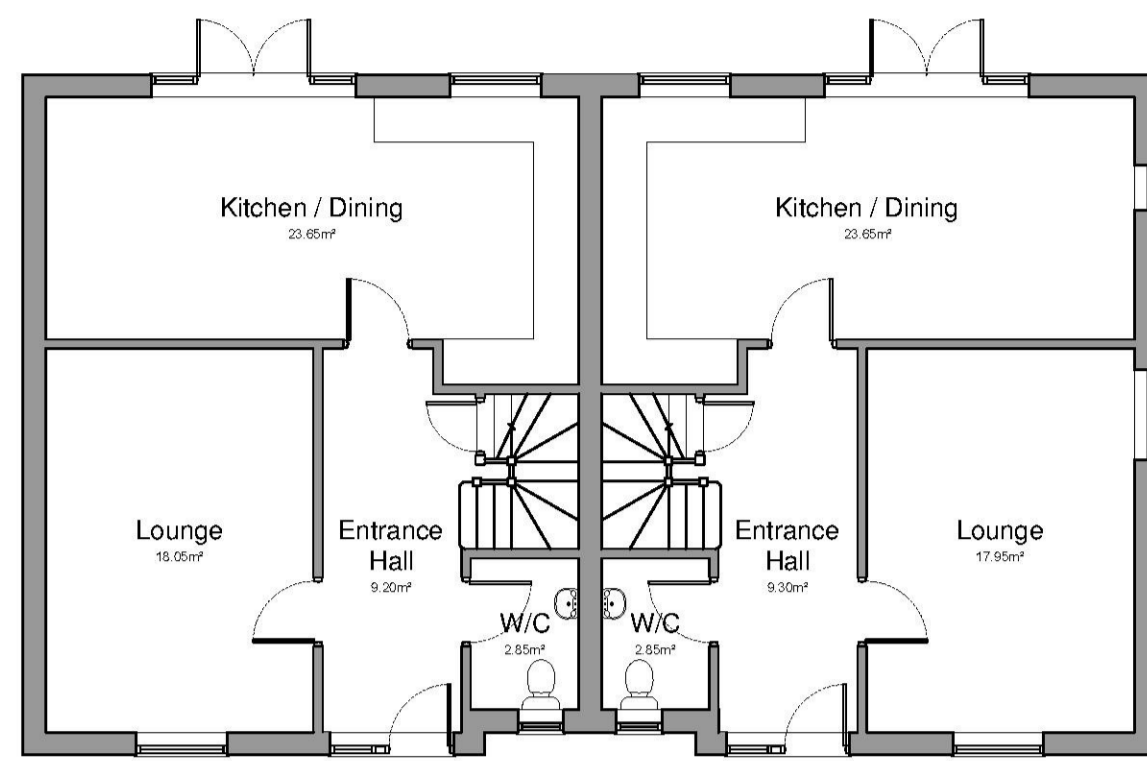 Kitchen / Dining
23.65m²
Kitchen / Dining
23.65m²
Lounge
18.05m²
Entrance
Hall
9.20m²
W/C
2.85m²
W/C
2.85m²
Entrance
Hall
9.30m²
Lounge
17.95m²